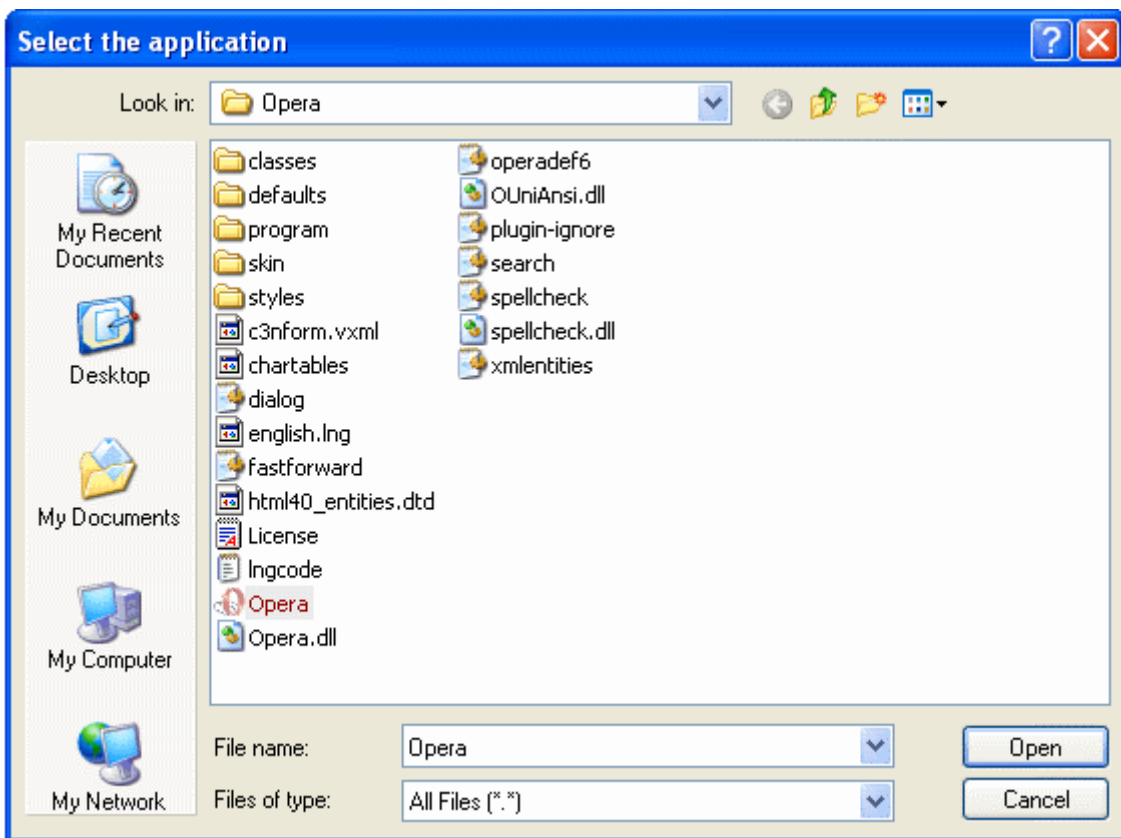 Select the application
Look in: Opera
My Recent
Documents
Desktop
My Documents
My Computer
My Network
classes
defaults
program
skin
styles
c3nform.vxml
chartables
dialog
english.lng
fastforward
html40_entities.dtd
License
lngcode
Opera
Opera.dll
operadef6
OUniAnsi.dll
plugin-ignore
search
spellcheck
spellcheck.dll
xmlentities
File name: Opera Open
Files of type: All Files (*.*) Cancel